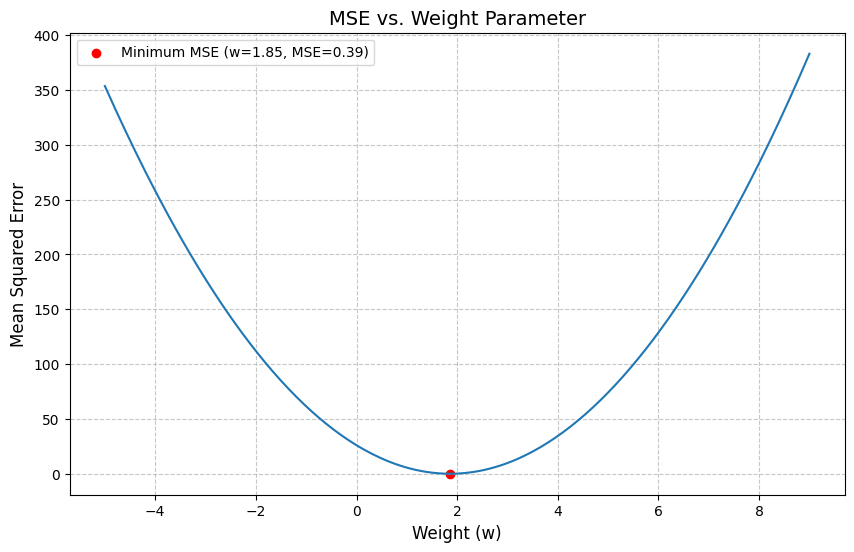 MSE vs. Weight Parameter
Minimum MSE (w=1.85, MSE=0.39)
400
350
300
250
200
150
100
50
0
Mean Squared Error
−4 −2 0 2 4 6 8
Weight (w)